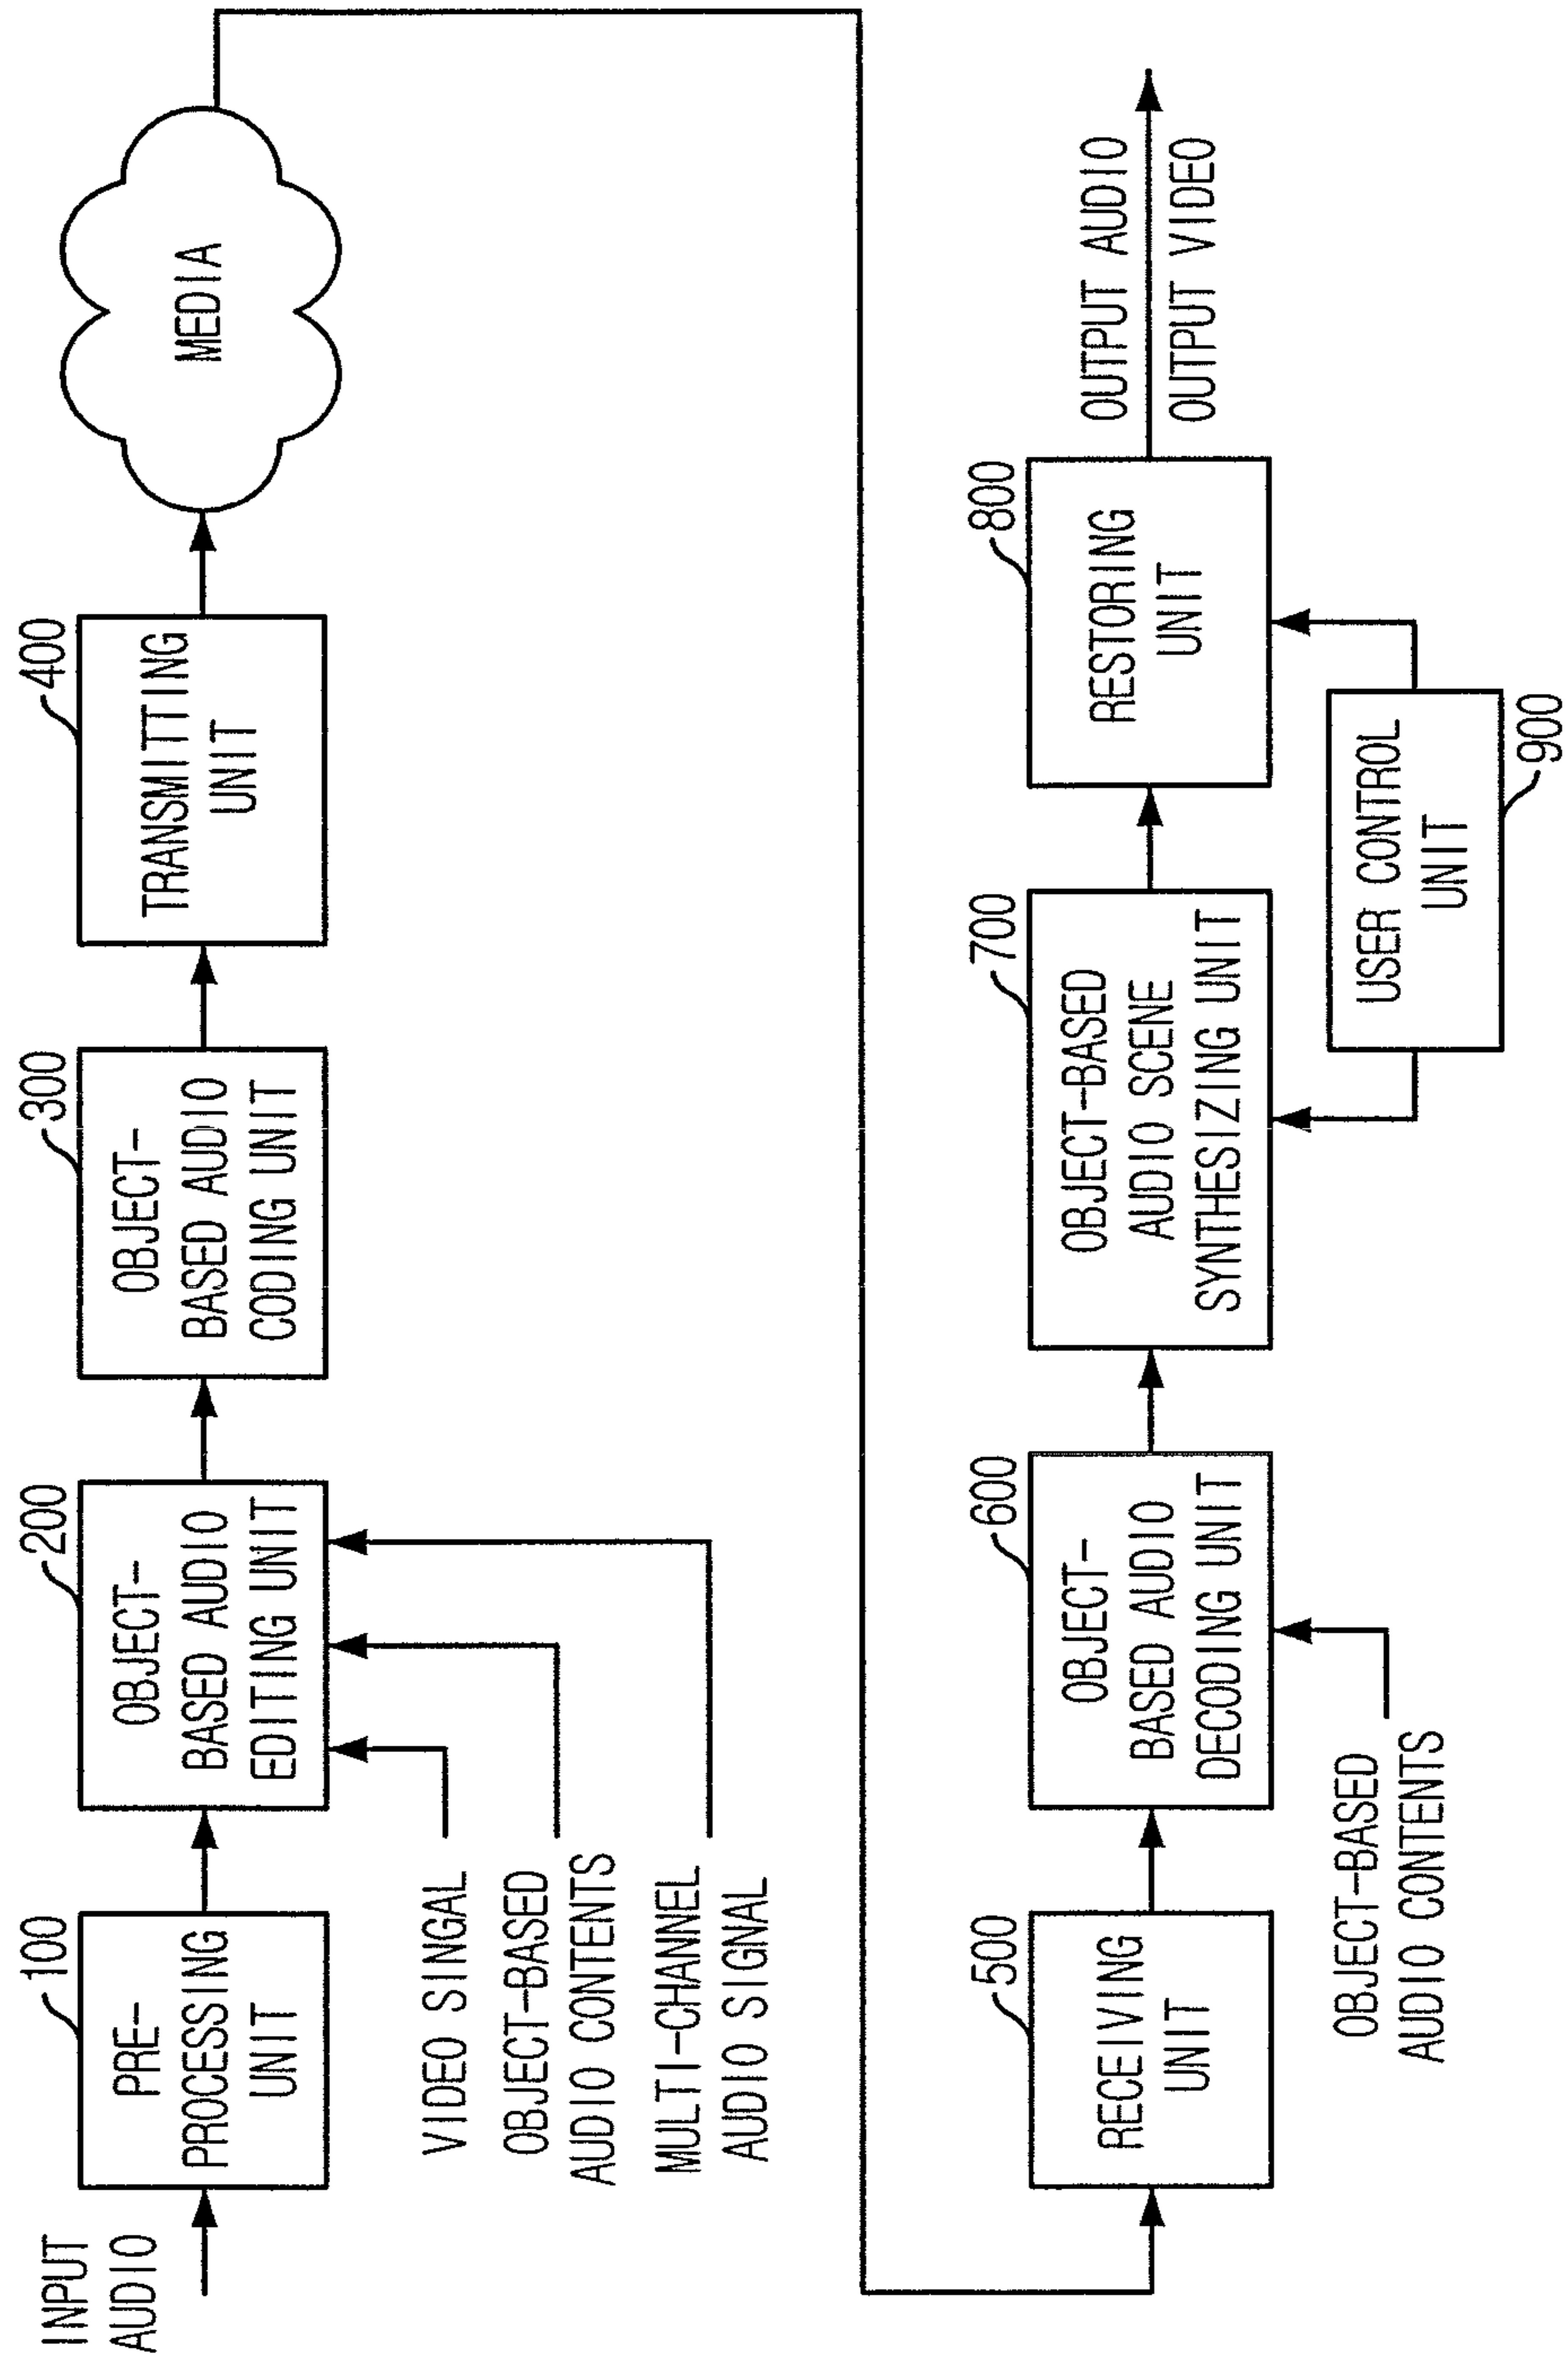 INPUT
AUDIO
100
PRE-
PROCESSING
UNIT
200
OBJECT-
BASED AUDIO
EDITING UNIT
VIDEO SINGAL
OBJECT-BASED
AUDIO CONTENTS
MULTI-CHANNEL
AUDIO SIGNAL
300
OBJECT-
BASED AUDIO
CODING UNIT
400
TRANSMITTING
UNIT
MEDIA
500
RECEIVING
UNIT
600
OBJECT-
BASED AUDIO
DECODING UNIT
OBJECT-BASED
AUDIO CONTENTS
700
OBJECT-BASED
AUDIO SCENE
SYNTHESIZING UNIT
800
RESTORING
UNIT
USER CONTROL
UNIT
900
OUTPUT AUDIO
OUTPUT VIDEO